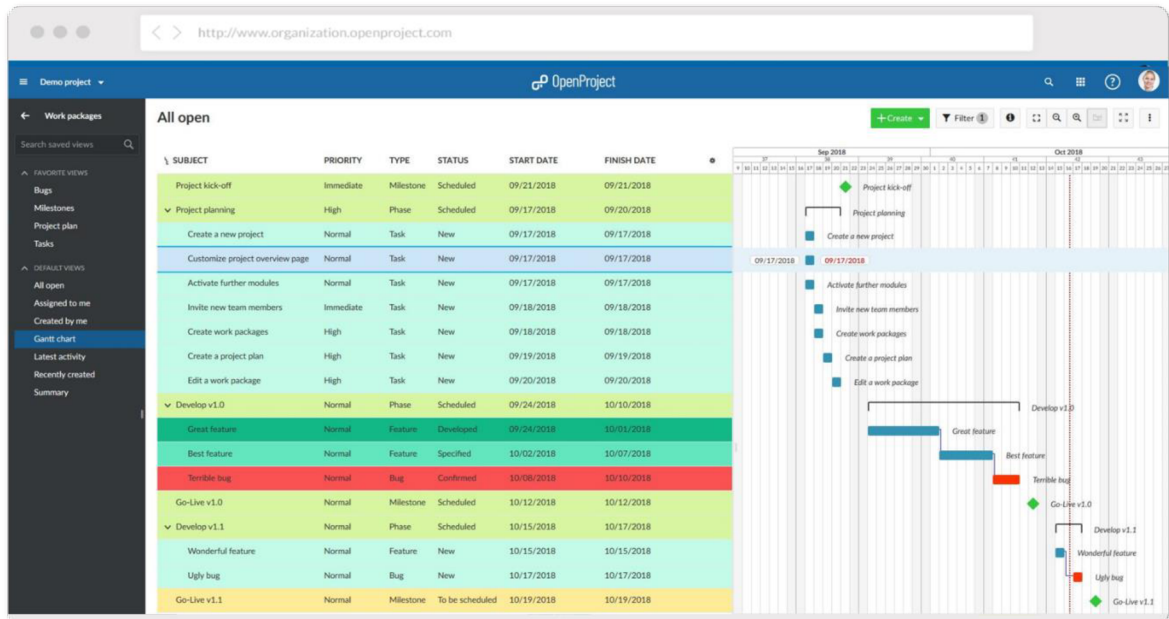 http://www.organization.openproject.com
Demo project
OpenProject
Work packages
Search saved views
FAVORITE VIEWS
Bugs
Milestones
Project plan
Tasks
DEFAULT VIEWS
All open
Assigned to me
Created by me
Gantt chart
Latest activity
Recently created
Summary
All open
+Create Filter 1
SUBJECT PRIORITY TYPE STATUS START DATE FINISH DATE
Project kick-off Immediate Milestone Scheduled 09/21/2018 09/21/2018
Project planning High Phase Scheduled 09/17/2018 09/20/2018
Create a new project Normal Task New 09/17/2018 09/17/2018
Customize project overview page Normal Task New 09/17/2018 09/17/2018
Activate further modules Normal Task New 09/17/2018 09/17/2018
Invite new team members Immediate Task New 09/18/2018 09/18/2018
Create work packages High Task New 09/18/2018 09/18/2018
Create a project plan High Task New 09/19/2018 09/19/2018
Edit a work package High Task New 09/20/2018 09/20/2018
Develop v1.0 Normal Phase Scheduled 09/24/2018 10/10/2018
Great feature Normal Feature Developed 09/24/2018 10/01/2018
Best feature Normal Feature Specified 10/02/2018 10/07/2018
Terrible bug Normal Bug Confirmed 10/08/2018 10/10/2018
Go-Live v1.0 Normal Milestone Scheduled 10/12/2018 10/12/2018
Develop v1.1 Normal Phase Scheduled 10/15/2018 10/17/2018
Wonderful feature Normal Feature New 10/15/2018 10/15/2018
Ugly bug Normal Bug New 10/17/2018 10/17/2018
Go-Live v1.1 Normal Milestone To be scheduled 10/19/2018 10/19/2018
Sep 2018 Oct 2018
37 38 39 40 41 42 43
Project kick-off
Project planning
Create a new project
09/17/2018 09/17/2018
Activate further modules
Invite new team members
Create work packages
Create a project plan
Edit a work package
Develop v1.0
Great feature
Best feature
Terrible bug
Go-Live v1.0
Develop v1.1
Wonderful feature
Ugly bug
Go-Live v1.1